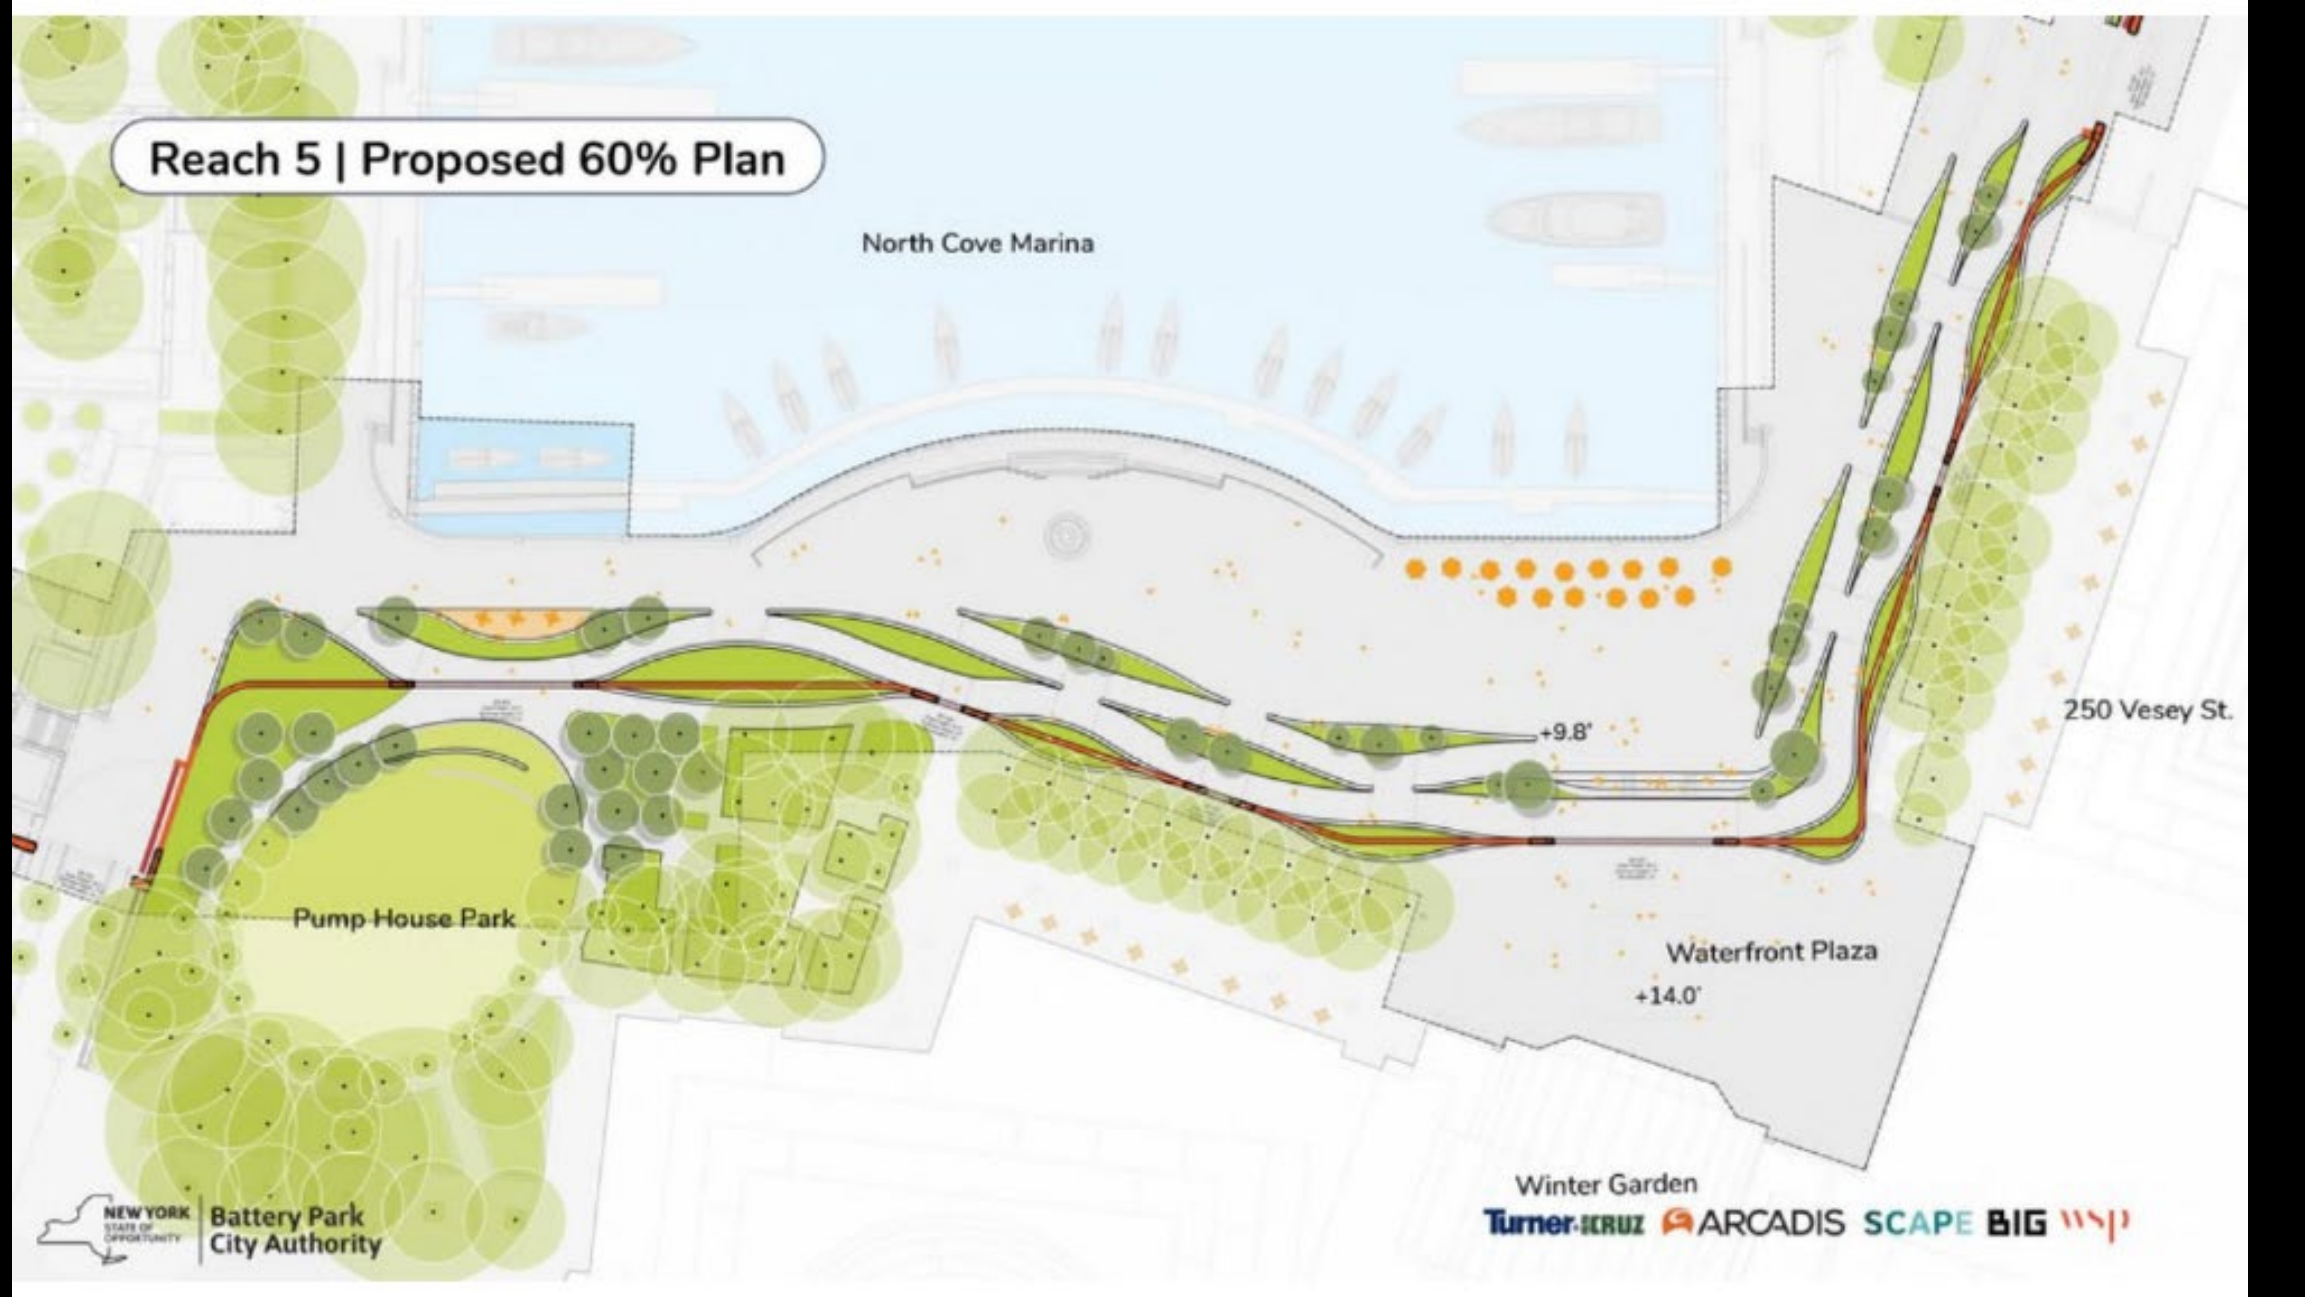 Reach 5 | Proposed 60% Plan
North Cove Marina
+9.8'
250 Vesey St.
Pump House Park
Waterfront Plaza
+14.0'
Winter Garden
NEW YORK
STATE OF
OPPORTUNITY
Battery Park
City Authority
Turner CRUZ ARCADIS SCAPE BIG wsp